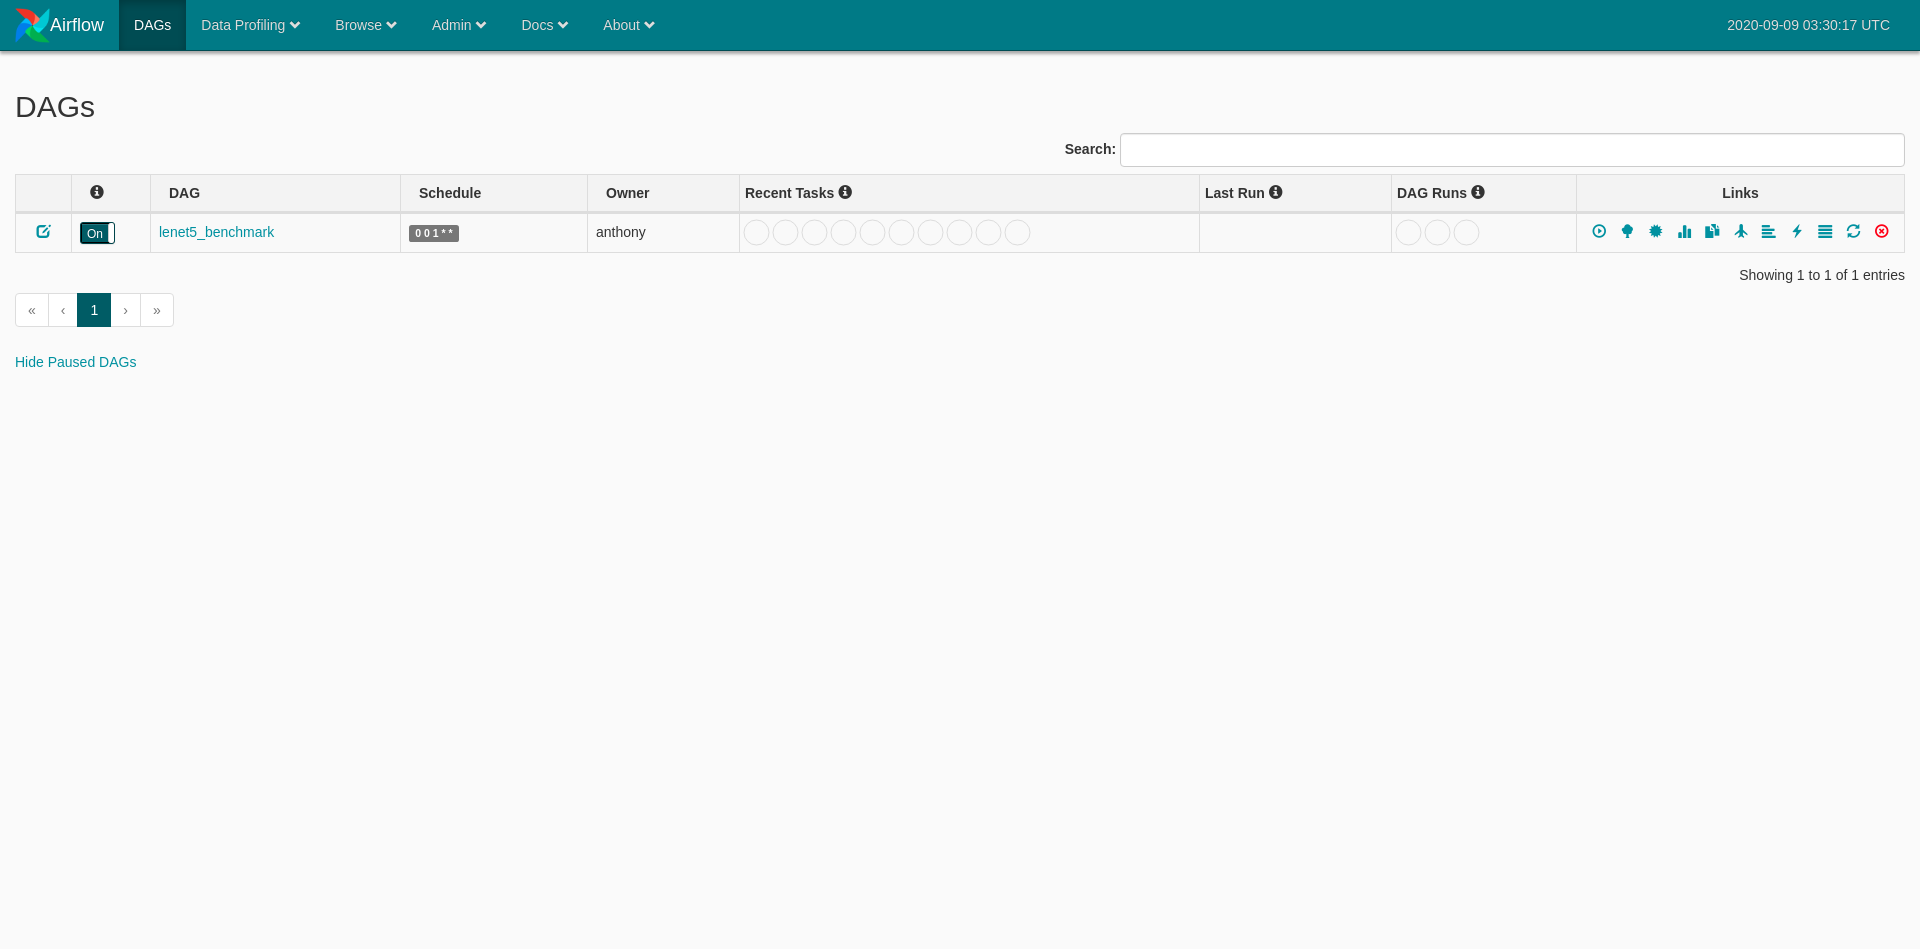 Airflow DAGs Data Profiling Browse Admin Docs About 2020-09-09 03:30:17 UTC
DAGs
Search:
DAG Schedule Owner Recent Tasks Last Run DAG Runs Links
On lenet5_benchmark 0 0 1 * * anthony
Showing 1 to 1 of 1 entries
« ‹ 1 › »
Hide Paused DAGs